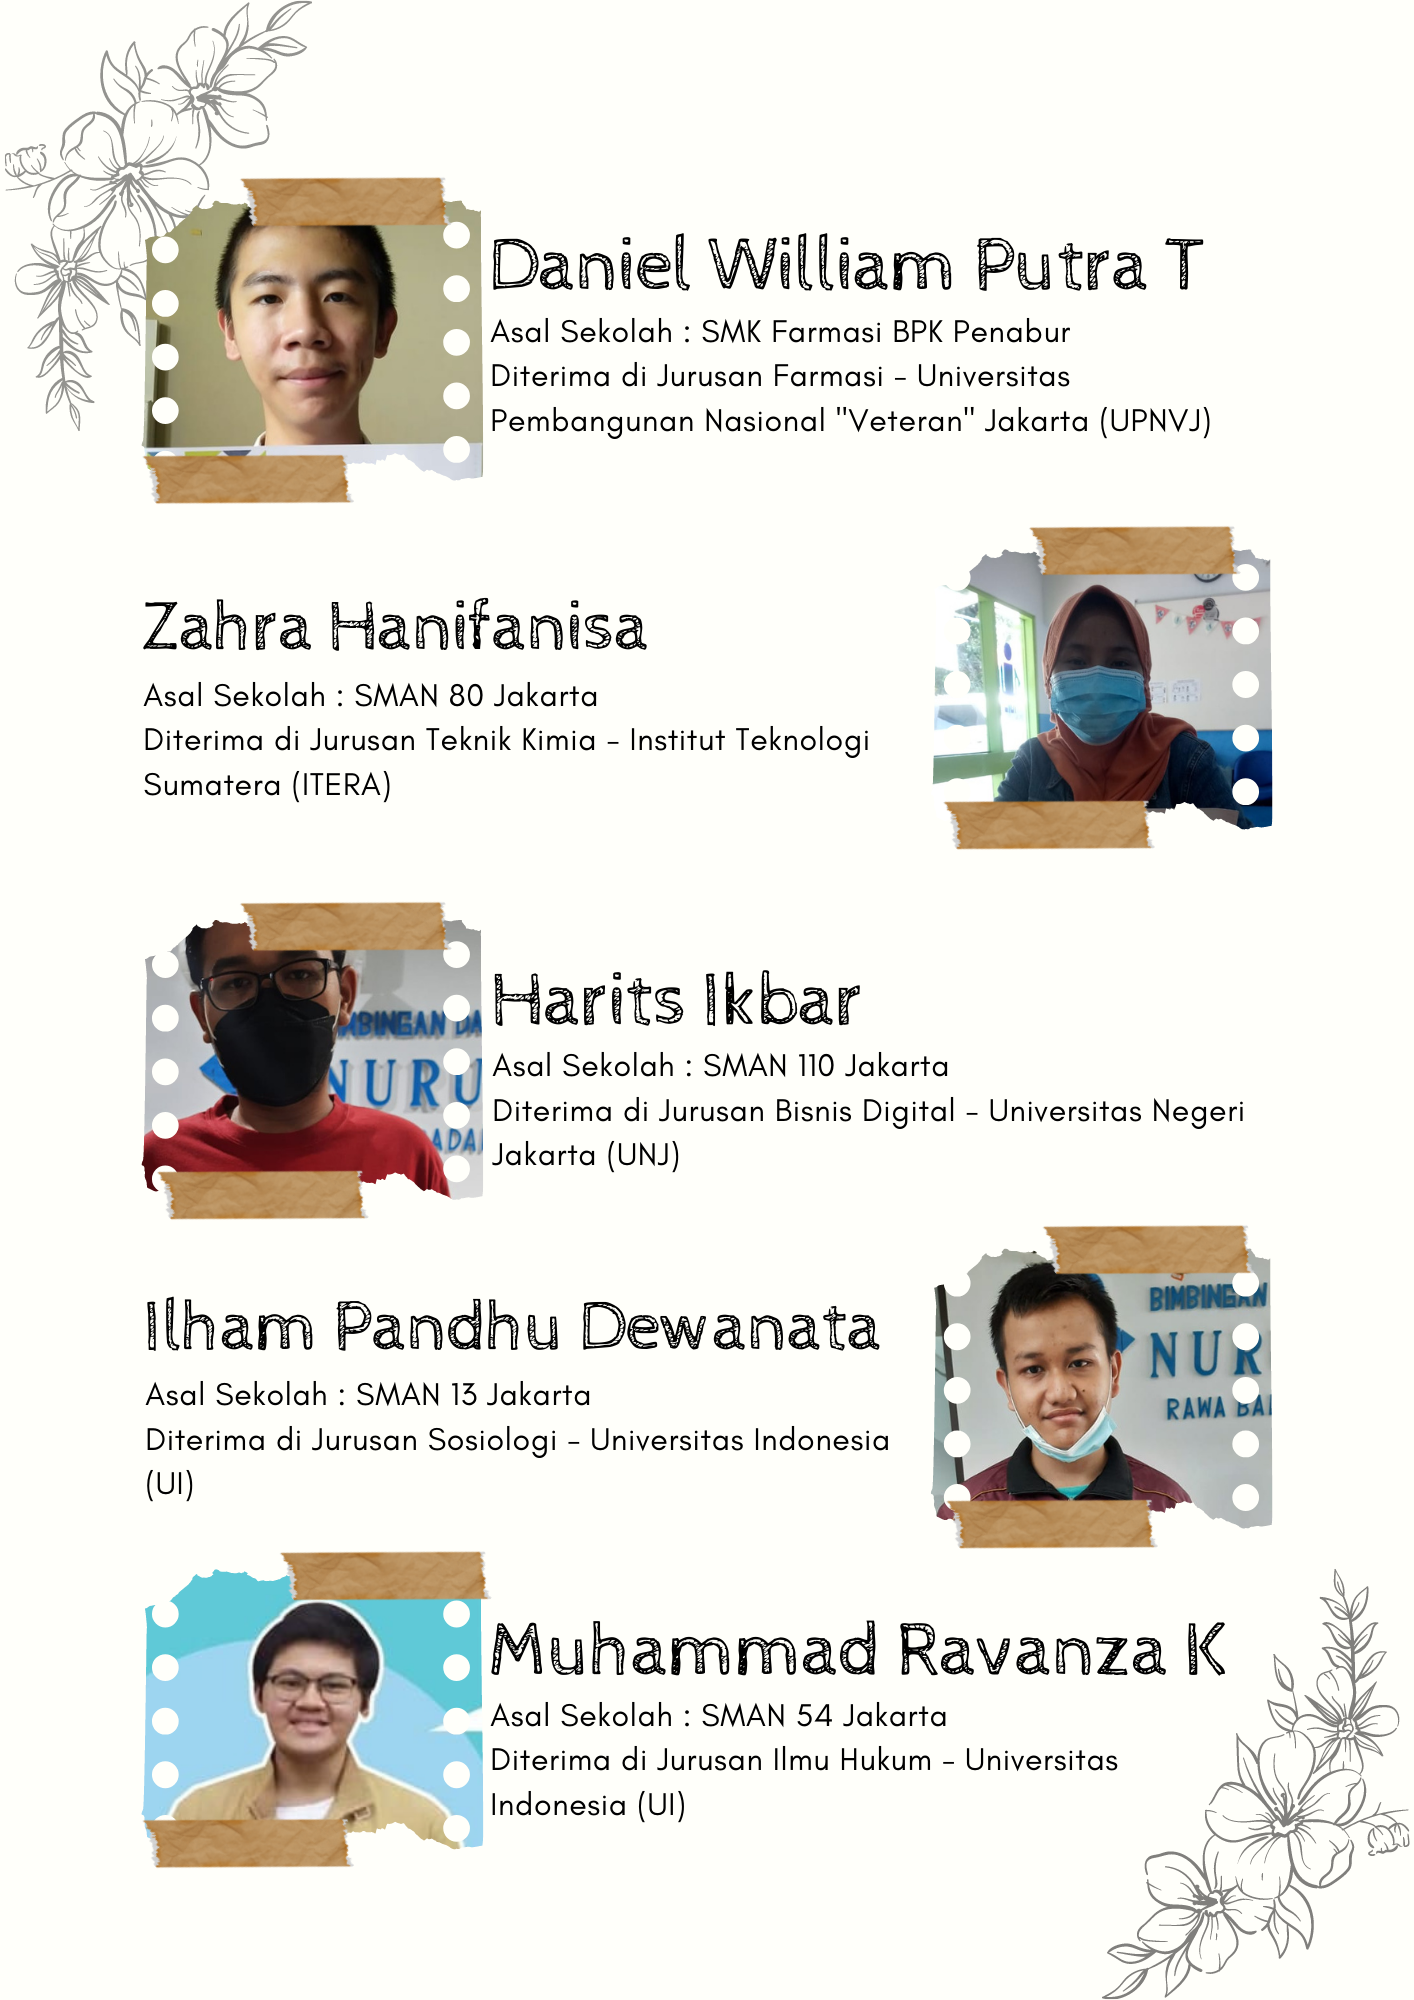 Daniel William Putra T
Asal Sekolah : SMK Farmasi BPK Penabur
Diterima di Jurusan Farmasi - Universitas
Pembangunan Nasional "Veteran" Jakarta (UPNVJ)
Zahra Hanifanisa
Asal Sekolah : SMAN 80 Jakarta
Diterima di Jurusan Teknik Kimia - Institut Teknologi
Sumatera (ITERA)
BINGAN DA
NURU
ADA
Harits Ikbar
Asal Sekolah : SMAN 110 Jakarta
Diterima di Jurusan Bisnis Digital - Universitas Negeri
Jakarta (UNJ)
Ilham Pandhu Dewanata
Asal Sekolah : SMAN 13 Jakarta
Diterima di Jurusan Sosiologi - Universitas Indonesia
(UI)
BIMBINGAN
NUR
RAWA BA
Muhammad Ravanza K
Asal Sekolah : SMAN 54 Jakarta
Diterima di Jurusan Ilmu Hukum - Universitas
Indonesia (UI)